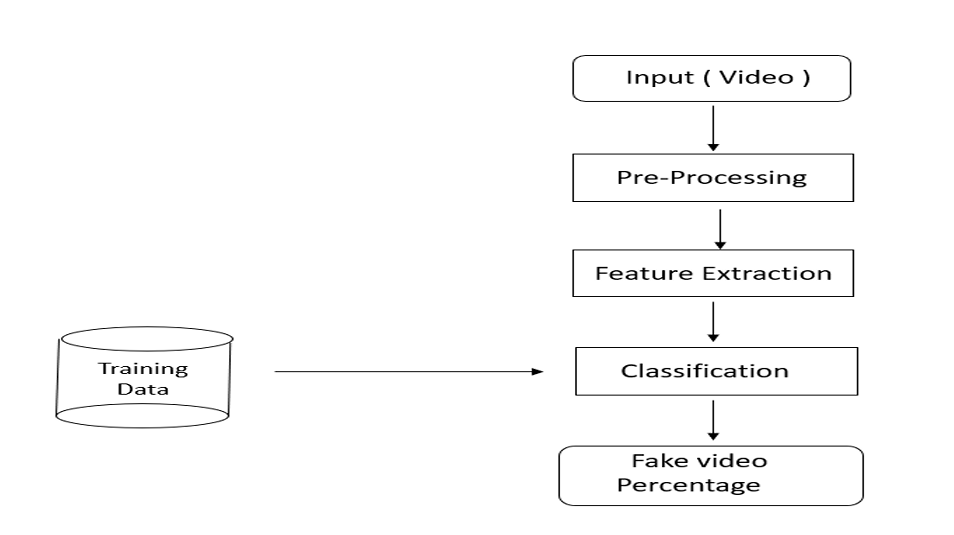 Input ( Video )
Pre-Processing
Feature Extraction
Training
Data
Classification
Fake video
Percentage